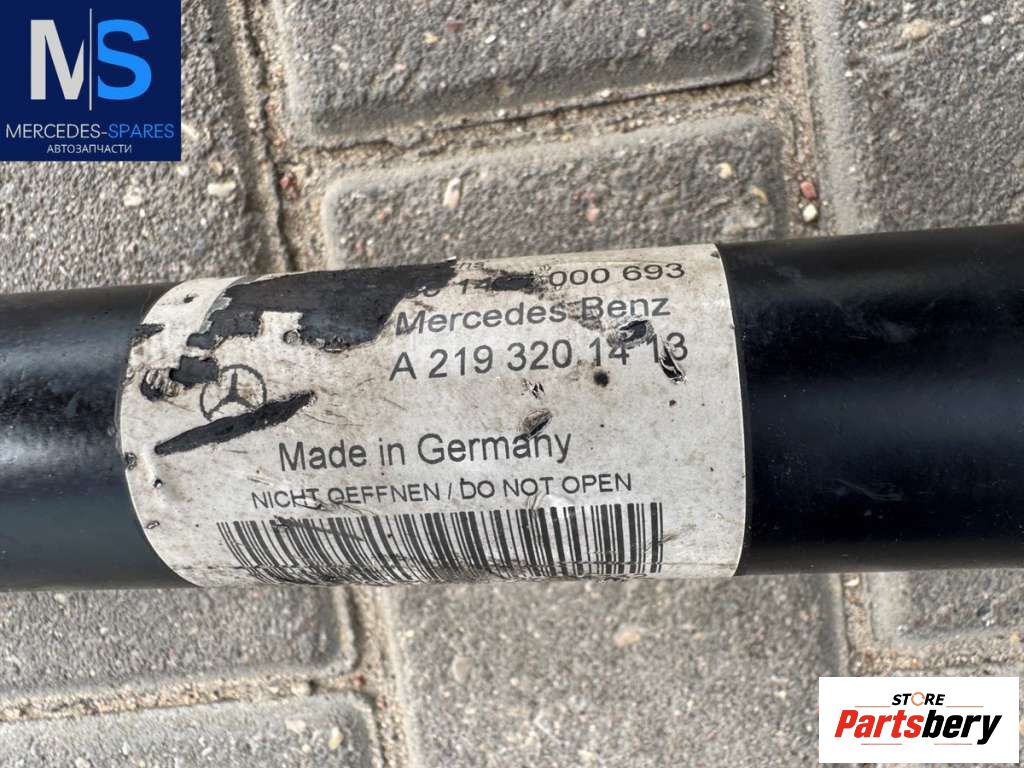 MS
MERCEDES-SPARES
АВТОЗАПЧАСТИ
000 693
Mercedes Benz
A 219 320 14 13
Made in Germany
NICHT OEFFNEN / DO NOT OPEN
STORE
Partsbery